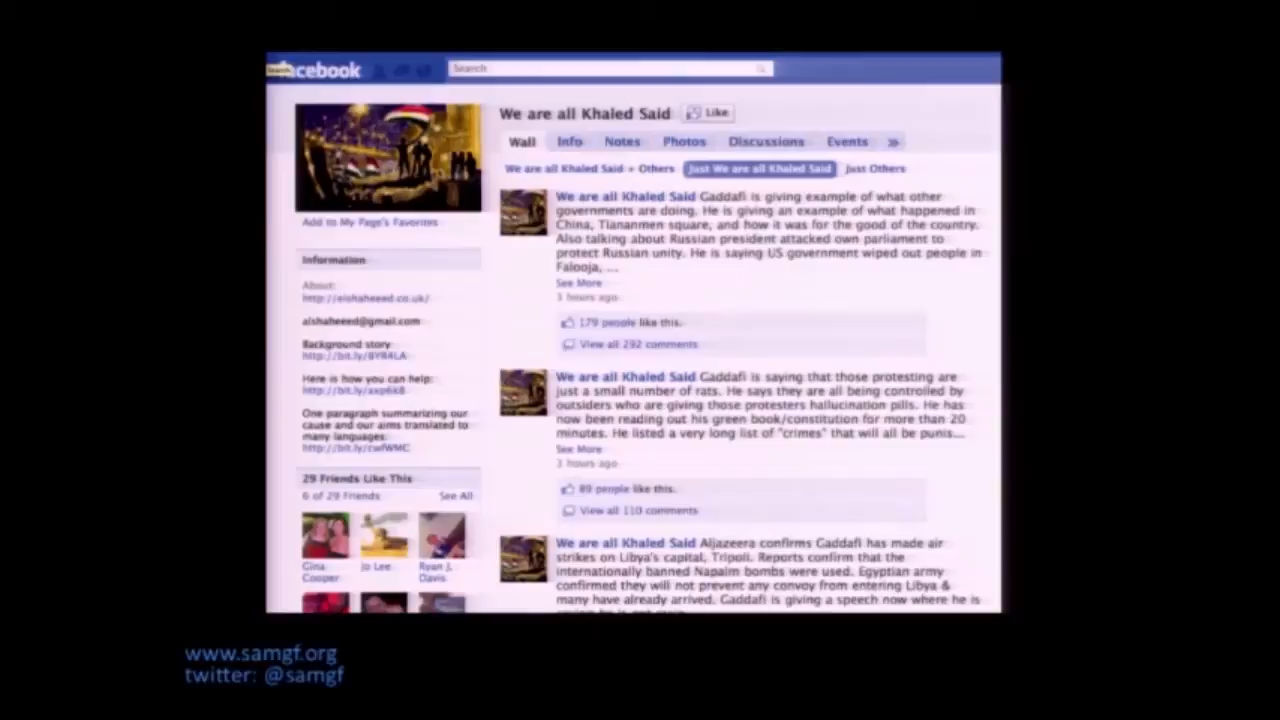 Search
facebook
Search
We are all Khaled Said
Like
Wall Info Notes Photos Discussions Events »
We are all Khaled Said + Others Just We are all Khaled Said Just Others
Add to My Page's Favorites
Information
About:
http://elshaheeed.co.uk/
alshaheeed@gmail.com
Background story:
Here is how you can help:
One paragraph summarizing our
cause and our aims translated to
many languages:
29 Friends Like This
6 of 29 Friends See All
Gina
Cooper
Jo Lee
Ryan J.
Davis
We are all Khaled Said Gaddafi is giving example of what other
governments are doing. He is giving an example of what happened in
China, Tiananmen square, and how it was for the good of the country.
Also talking about Russian president attacked own parliament to
protect Russian unity. He is saying US government wiped out people in
Falooja, ...
See More
3 hours ago
179 people like this.
View all 292 comments
We are all Khaled Said Gaddafi is saying that those protesting are
just a small number of rats. He says they are all being controlled by
outsiders who are giving those protesters hallucination pills. He has
now been reading out his green book/constitution for more than 20
minutes. He listed a very long list of "crimes" that will all be punis...
See More
3 hours ago
89 people like this.
View all 110 comments
We are all Khaled Said Aljazeera confirms Gaddafi has made air
strikes on Libya's capital, Tripoli. Reports confirm that the
internationally banned Napalm bombs were used. Egyptian army
confirmed they will not prevent any convoy from entering Libya &
many have already arrived. Gaddafi is giving a speech now where he is
www.samgf.org
twitter: @samgf